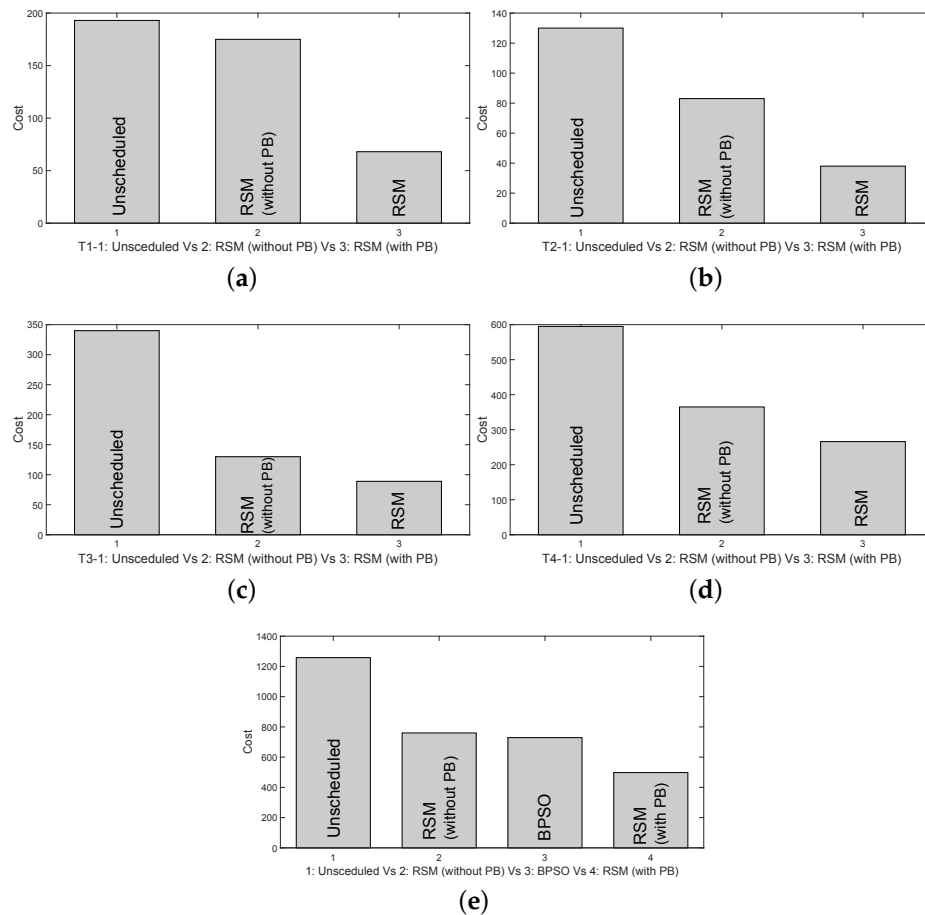 200
150
100
50
0
Cost
Unscheduled
RSM
(without PB)
RSM
1 2 3
T1-1: Unsceduled Vs 2: RSM (without PB) Vs 3: RSM (with PB)
(a)
140
120
100
80
60
40
20
0
Cost
Unscheduled
RSM
(without PB)
RSM
1 2 3
T2-1: Unsceduled Vs 2: RSM (without PB) Vs 3: RSM (with PB)
(b)
350
300
250
200
150
100
50
0
Cost
Unscheduled
RSM
(without PB)
RSM
1 2 3
T3-1: Unsceduled Vs 2: RSM (without PB) Vs 3: RSM (with PB)
(c)
600
500
400
300
200
100
0
Cost
Unscheduled
RSM
(without PB)
RSM
1 2 3
T4-1: Unsceduled Vs 2: RSM (without PB) Vs 3: RSM (with PB)
(d)
1400
1200
1000
800
600
400
200
0
Cost
Unscheduled
RSM
(without PB)
BPSO
RSM
(with PB)
1 2 3 4
1: Unsceduled Vs 2: RSM (without PB) Vs 3: BPSO Vs 4: RSM (with PB)
(e)